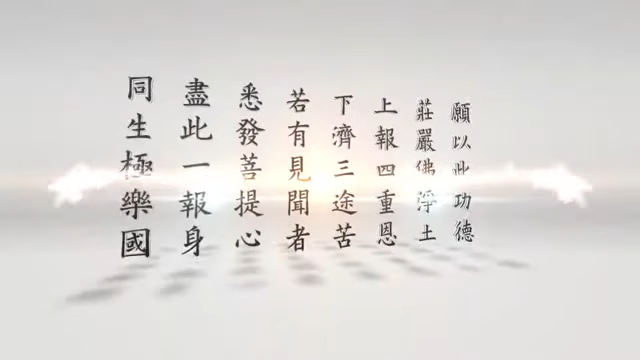 願以此功德
莊嚴佛淨土
上報四重恩
下濟三途苦
若有見聞者
悉發菩提心
盡此一報身
同生極樂國